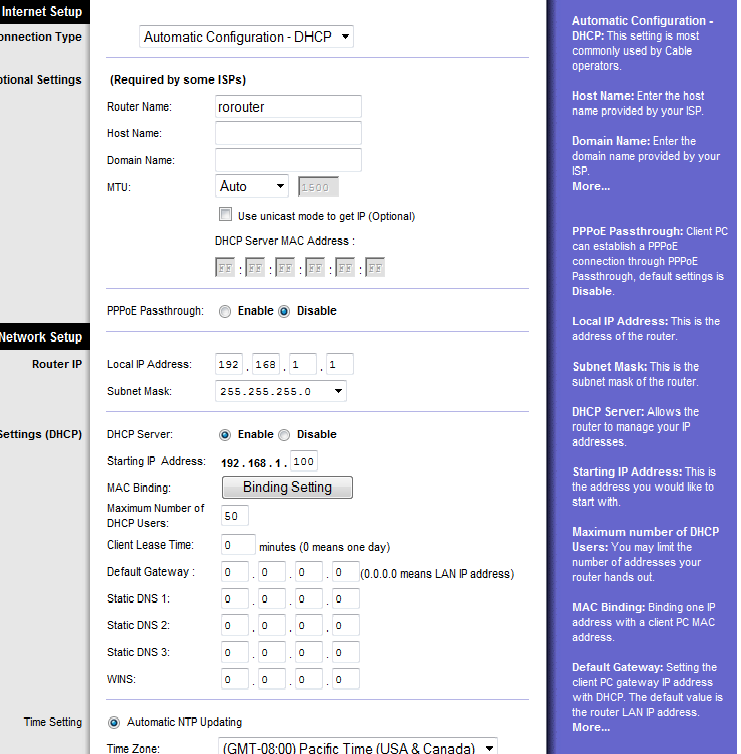 Internet Setup
Connection Type
Automatic Configuration - DHCP
Optional Settings
(Required by some ISPs)
Router Name: rorouter
Host Name:
Domain Name:
MTU: Auto 1500
Use unicast mode to get IP (Optional)
DHCP Server MAC Address :
FF : FF : FF : FF : FF : FF
PPPoE Passthrough: Enable Disable
Network Setup
Router IP
Local IP Address: 192 . 168 . 1 . 1
Subnet Mask: 255.255.255.0
Settings (DHCP)
DHCP Server: Enable Disable
Starting IP Address: 192 . 168 . 1 . 100
MAC Binding: Binding Setting
Maximum Number of
DHCP Users: 50
Client Lease Time: 0 minutes (0 means one day)
Default Gateway : 0 . 0 . 0 . 0 (0.0.0.0 means LAN IP address)
Static DNS 1: 0 . 0 . 0 . 0
Static DNS 2: 0 . 0 . 0 . 0
Static DNS 3: 0 . 0 . 0 . 0
WINS: 0 . 0 . 0 . 0
Time Setting
Automatic NTP Updating
Time Zone: (GMT-08:00) Pacific Time (USA & Canada)
Automatic Configuration -
DHCP: This setting is most
commonly used by Cable
operators.
Host Name: Enter the host
name provided by your ISP.
Domain Name: Enter the
domain name provided by your
ISP.
More...
PPPoE Passthrough: Client PC
can establish a PPPoE
connection through PPPoE
Passthrough, default settings is
Disable.
Local IP Address: This is the
address of the router.
Subnet Mask: This is the
subnet mask of the router.
DHCP Server: Allows the
router to manage your IP
addresses.
Starting IP Address: This is
the address you would like to
start with.
Maximum number of DHCP
Users: You may limit the
number of addresses your
router hands out.
MAC Binding: Binding one IP
address with a client PC MAC
address.
Default Gateway: Setting the
client PC gateway IP address
with DHCP. The default value is
the router LAN IP address.
More...